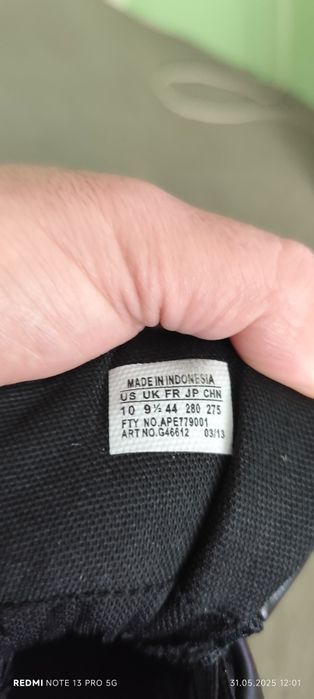 MADE IN INDONESIA
US UK FR JP CHN
10 9½ 44 280 275
FTY NO.APE779001
ART NO.G46612 03/13
REDMI NOTE 13 PRO 5G 31.05.2025 12:01